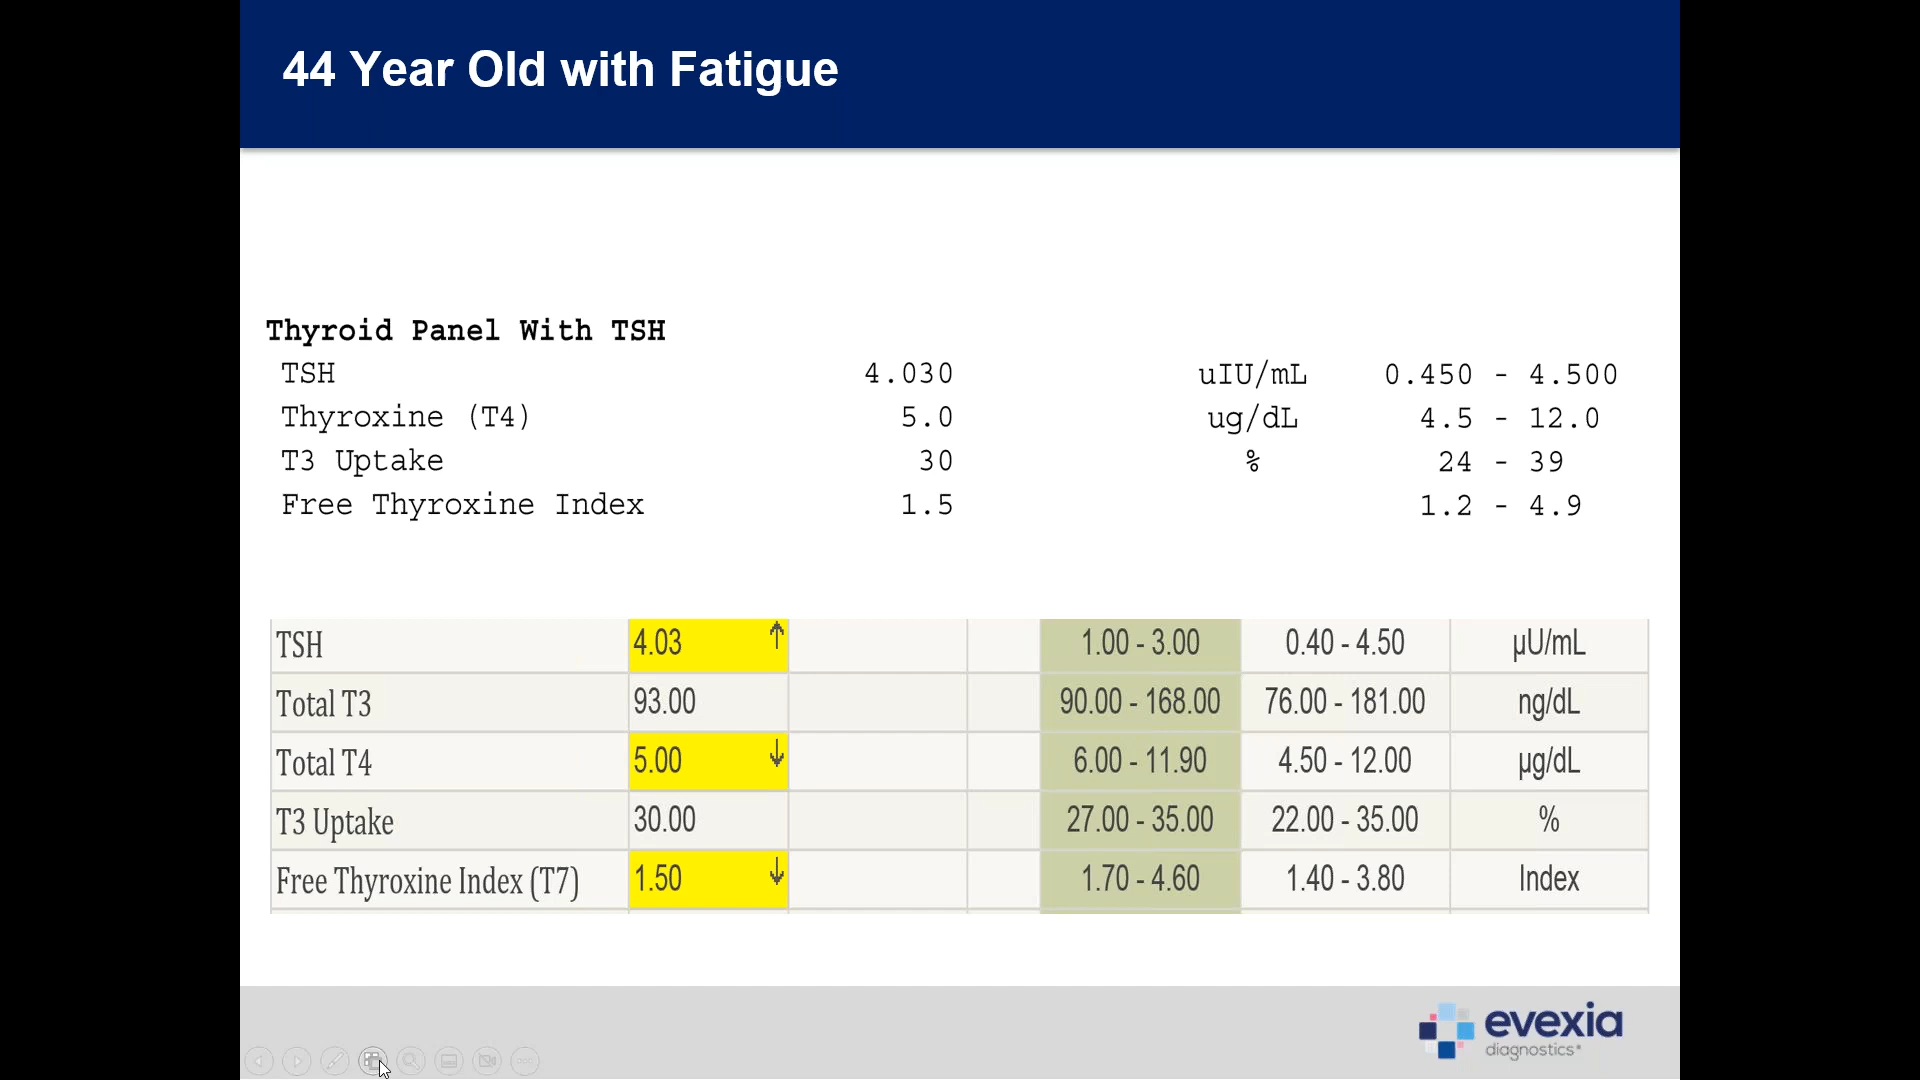 44 Year Old with Fatigue
Thyroid Panel With TSH
TSH 4.030 uIU/mL 0.450 - 4.500
Thyroxine (T4) 5.0 ug/dL 4.5 - 12.0
T3 Uptake 30 % 24 - 39
Free Thyroxine Index 1.5 1.2 - 4.9
TSH 4.03 ↑ 1.00 - 3.00 0.40 - 4.50 µU/mL
Total T3 93.00 90.00 - 168.00 76.00 - 181.00 ng/dL
Total T4 5.00 ↓ 6.00 - 11.90 4.50 - 12.00 µg/dL
T3 Uptake 30.00 27.00 - 35.00 22.00 - 35.00 %
Free Thyroxine Index (T7) 1.50 ↓ 1.70 - 4.60 1.40 - 3.80 Index
evexia
diagnostics